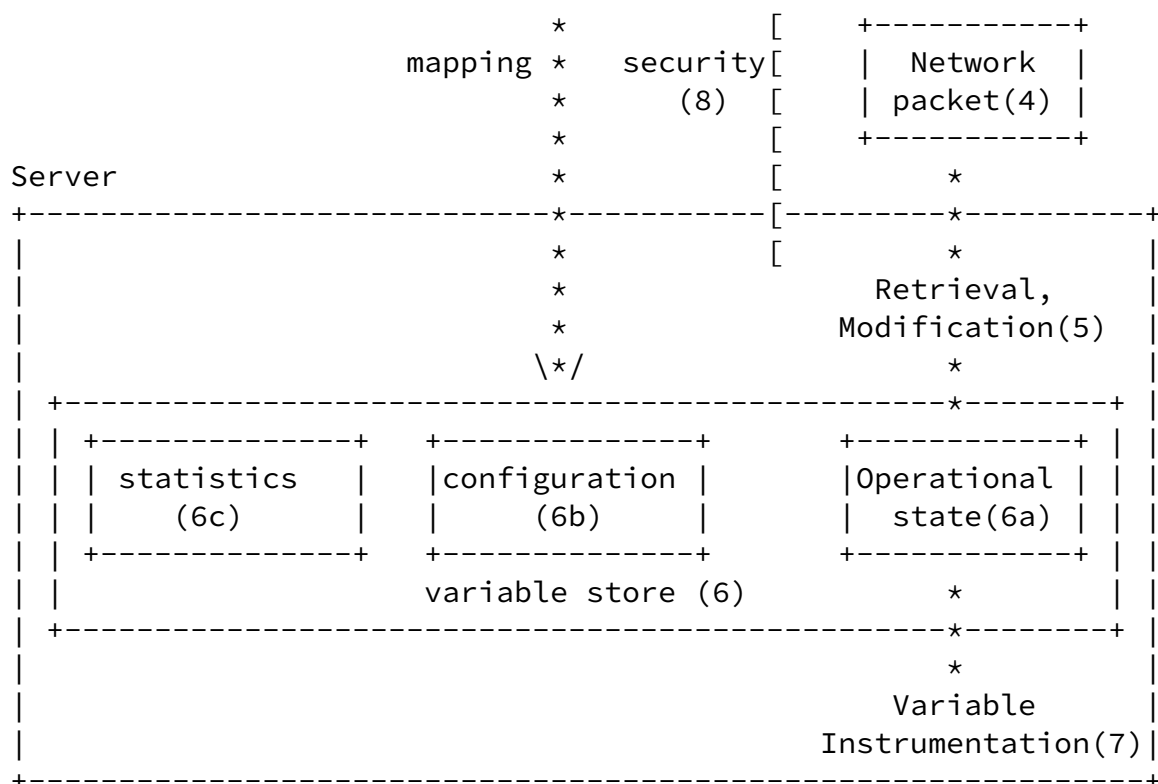 mapping security Network
(8) packet(4)
Server
Retrieval,
Modification(5)
statistics configuration Operational
(6c) (6b) state(6a)
variable store (6)
Variable
Instrumentation(7)